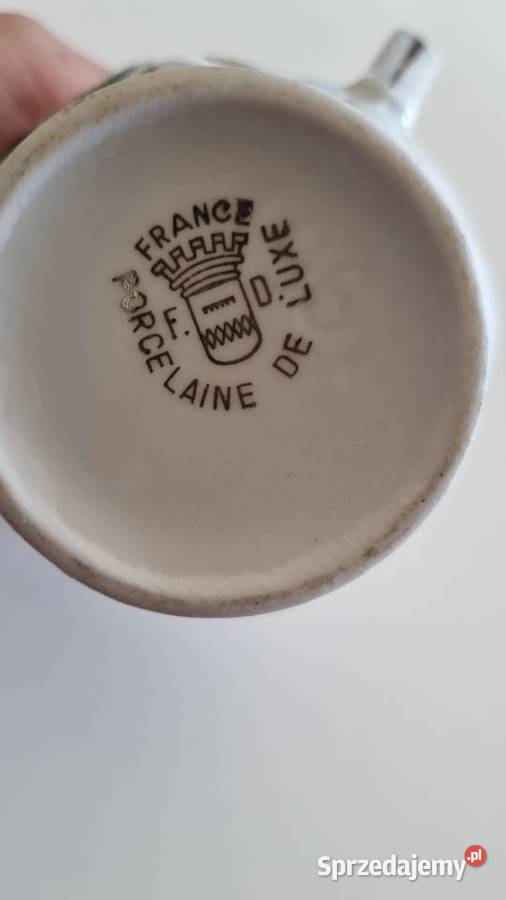 FRANCE
F. D
PORCELAINE DE LUXE
Sprzedajemy.pl